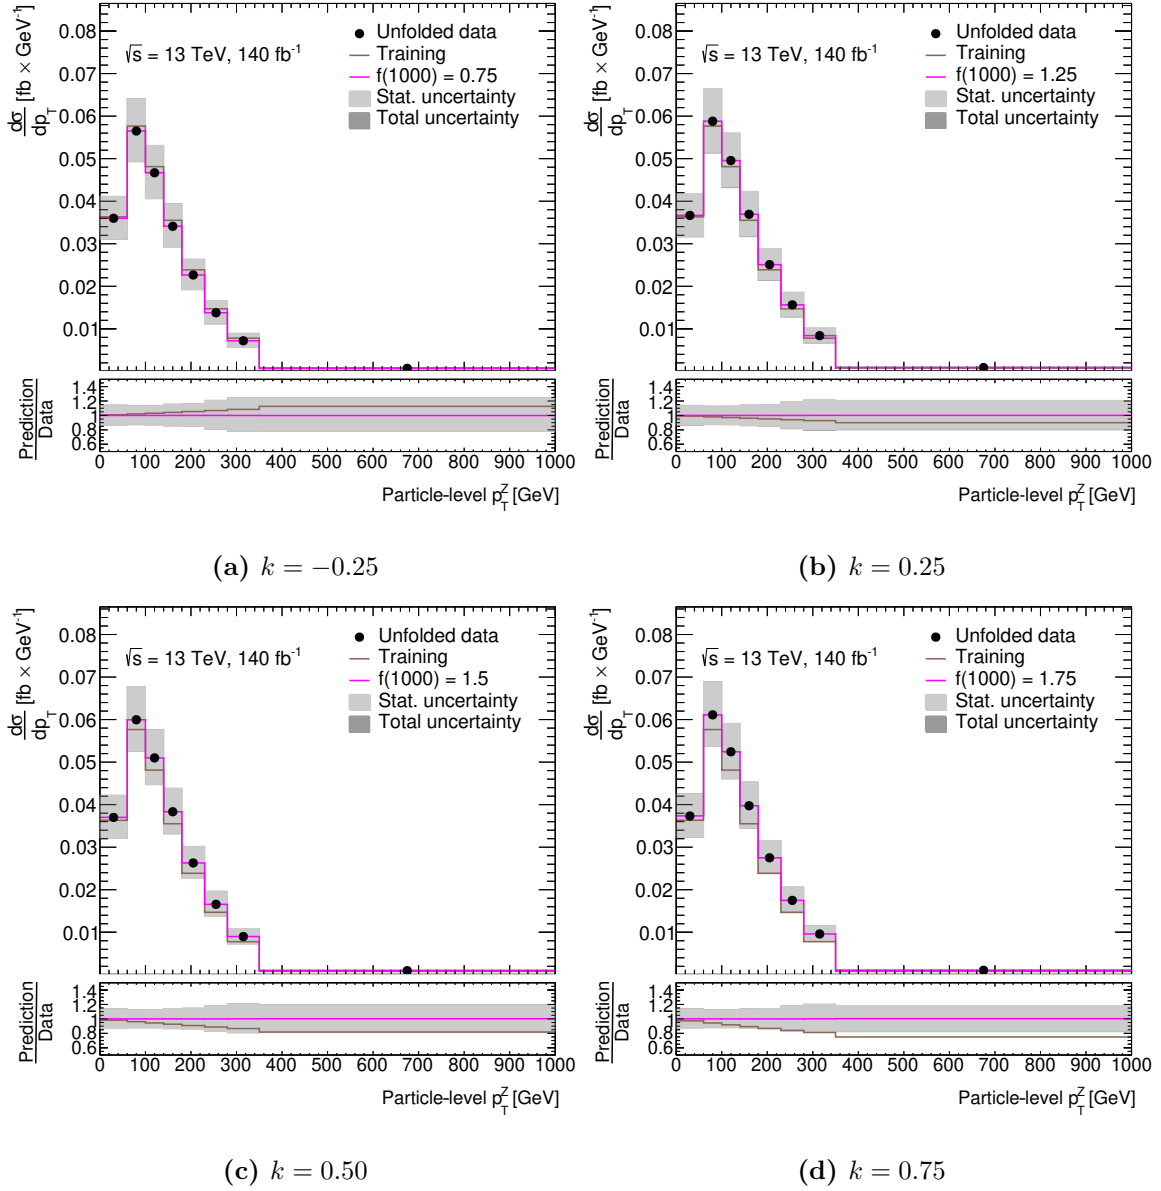 dσ/dp_T [fb × GeV⁻¹]
0.08
0.07
0.06
0.05
0.04
0.03
0.02
0.01
√s = 13 TeV, 140 fb⁻¹
Unfolded data
Training
f(1000) = 0.75
Stat. uncertainty
Total uncertainty
Prediction
Data
1.4
1.2
1
0.8
0.6
0 100 200 300 400 500 600 700 800 900 1000
Particle-level p_T^Z [GeV]
(a) k = −0.25
dσ/dp_T [fb × GeV⁻¹]
0.08
0.07
0.06
0.05
0.04
0.03
0.02
0.01
√s = 13 TeV, 140 fb⁻¹
Unfolded data
Training
f(1000) = 1.25
Stat. uncertainty
Total uncertainty
Prediction
Data
1.4
1.2
1
0.8
0.6
0 100 200 300 400 500 600 700 800 900 1000
Particle-level p_T^Z [GeV]
(b) k = 0.25
dσ/dp_T [fb × GeV⁻¹]
0.08
0.07
0.06
0.05
0.04
0.03
0.02
0.01
√s = 13 TeV, 140 fb⁻¹
Unfolded data
Training
f(1000) = 1.5
Stat. uncertainty
Total uncertainty
Prediction
Data
1.4
1.2
1
0.8
0.6
0 100 200 300 400 500 600 700 800 900 1000
Particle-level p_T^Z [GeV]
(c) k = 0.50
dσ/dp_T [fb × GeV⁻¹]
0.08
0.07
0.06
0.05
0.04
0.03
0.02
0.01
√s = 13 TeV, 140 fb⁻¹
Unfolded data
Training
f(1000) = 1.75
Stat. uncertainty
Total uncertainty
Prediction
Data
1.4
1.2
1
0.8
0.6
0 100 200 300 400 500 600 700 800 900 1000
Particle-level p_T^Z [GeV]
(d) k = 0.75